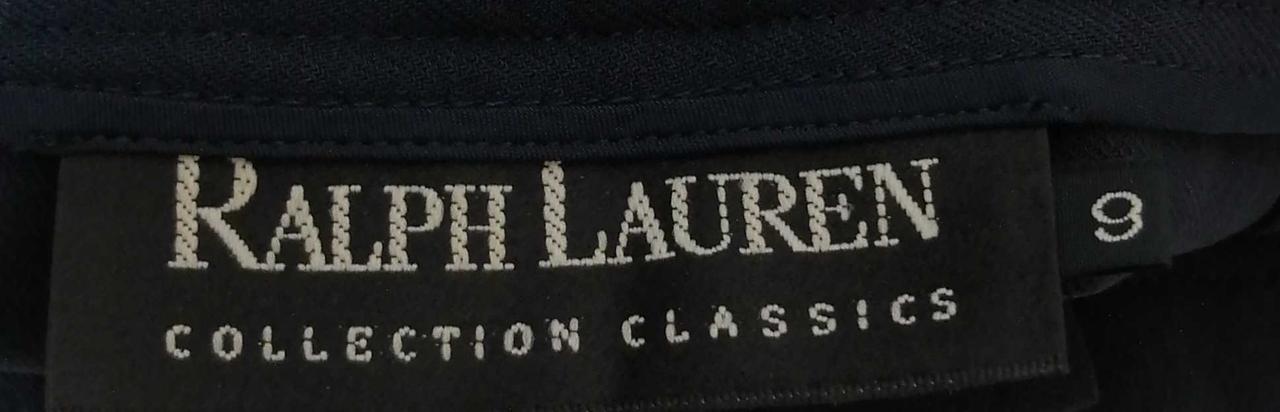 RALPH LAUREN
COLLECTION CLASSICS
9